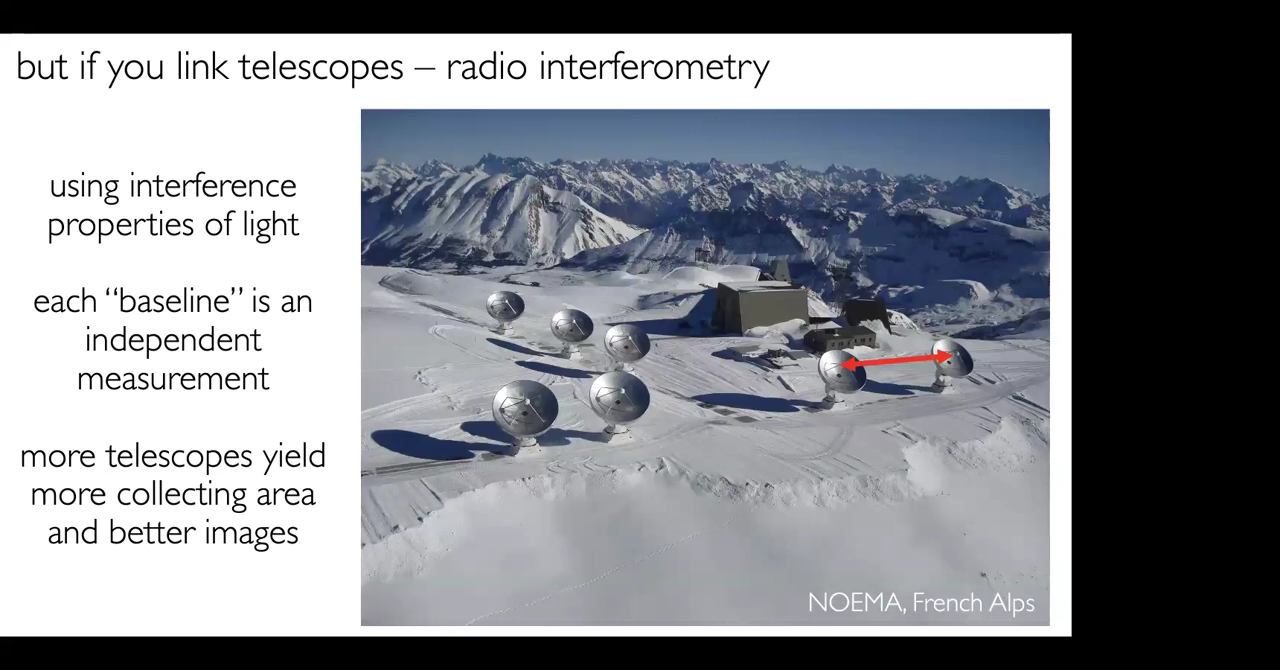 but if you link telescopes – radio interferometry
using interference
properties of light
each “baseline” is an
independent
measurement
more telescopes yield
more collecting area
and better images
NOEMA, French Alps